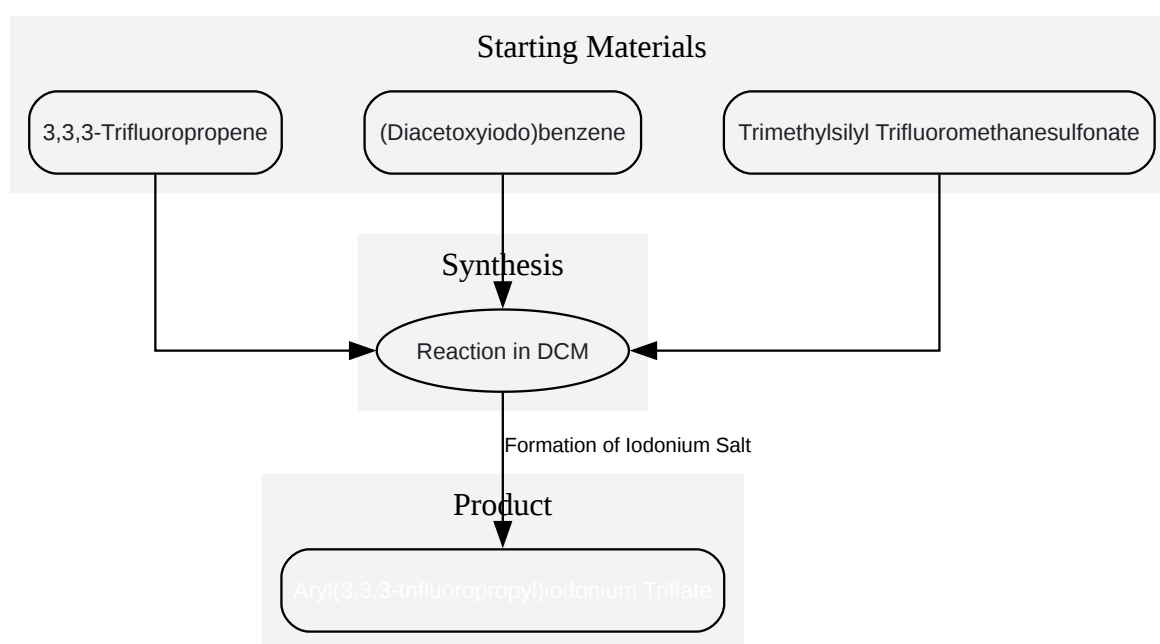 Starting Materials
3,3,3-Trifluoropropene
(Diacetoxyiodo)benzene
Trimethylsilyl Trifluoromethanesulfonate
Synthesis
Reaction in DCM
Formation of Iodonium Salt
Product
Aryl(3,3,3-trifluoropropyl)iodonium Triflate